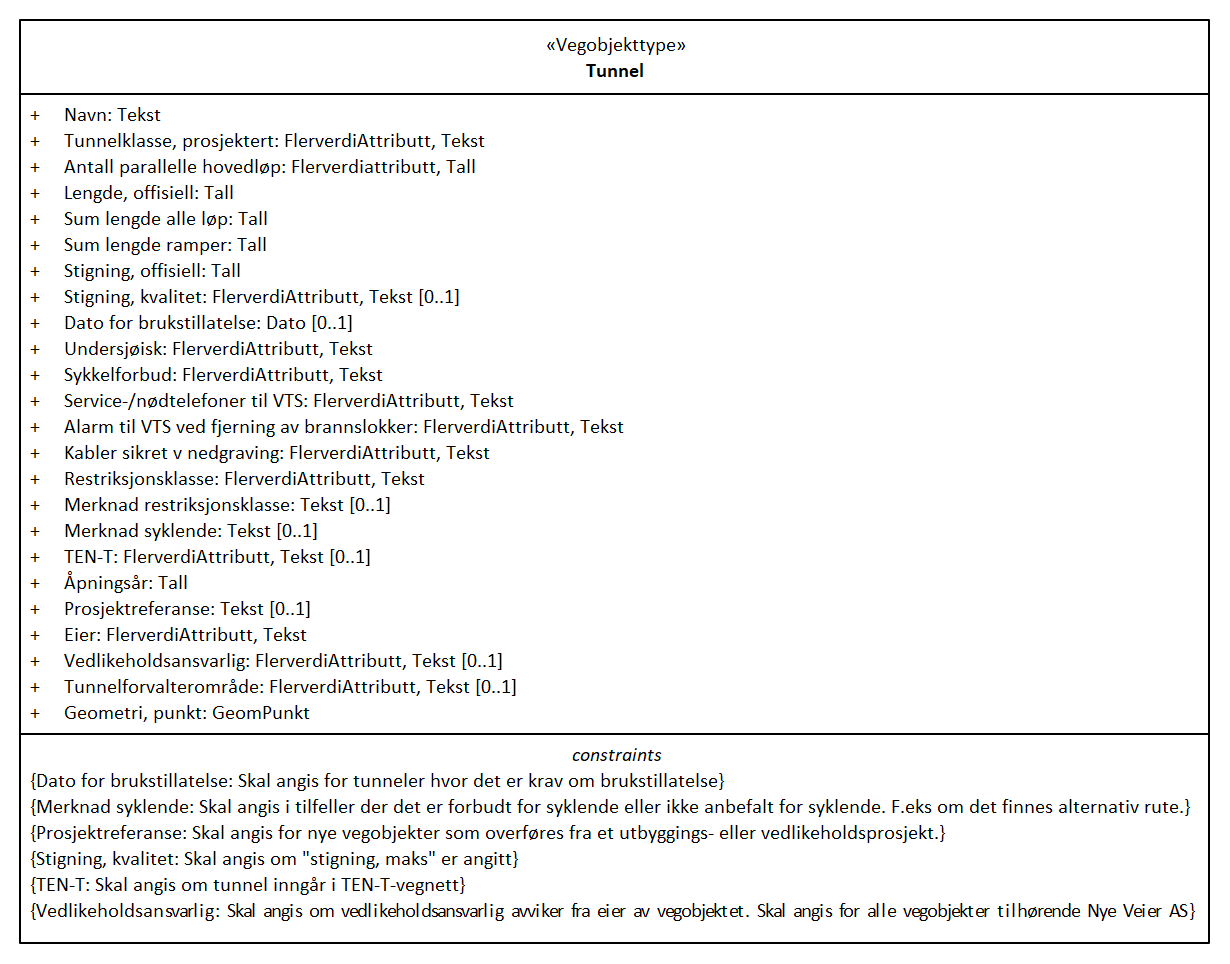 «Vegobjekttype»
Tunnel
+ Navn: Tekst
+ Tunnelklasse, prosjektert: FlerverdiAttributt, Tekst
+ Antall parallelle hovedløp: Flerverdiattributt, Tall
+ Lengde, offisiell: Tall
+ Sum lengde alle løp: Tall
+ Sum lengde ramper: Tall
+ Stigning, offisiell: Tall
+ Stigning, kvalitet: FlerverdiAttributt, Tekst [0..1]
+ Dato for brukstillatelse: Dato [0..1]
+ Undersjøisk: FlerverdiAttributt, Tekst
+ Sykkelforbud: FlerverdiAttributt, Tekst
+ Service-/nødtelefoner til VTS: FlerverdiAttributt, Tekst
+ Alarm til VTS ved fjerning av brannslokker: FlerverdiAttributt, Tekst
+ Kabler sikret v nedgraving: FlerverdiAttributt, Tekst
+ Restriksjonsklasse: FlerverdiAttributt, Tekst
+ Merknad restriksjonsklasse: Tekst [0..1]
+ Merknad syklende: Tekst [0..1]
+ TEN-T: FlerverdiAttributt, Tekst [0..1]
+ Åpningsår: Tall
+ Prosjektreferanse: Tekst [0..1]
+ Eier: FlerverdiAttributt, Tekst
+ Vedlikeholdsansvarlig: FlerverdiAttributt, Tekst [0..1]
+ Tunnelforvalterområde: FlerverdiAttributt, Tekst [0..1]
+ Geometri, punkt: GeomPunkt
constraints
{Dato for brukstillatelse: Skal angis for tunneler hvor det er krav om brukstillatelse}
{Merknad syklende: Skal angis i tilfeller der det er forbudt for syklende eller ikke anbefalt for syklende. F.eks om det finnes alternativ rute.}
{Prosjektreferanse: Skal angis for nye vegobjekter som overføres fra et utbyggings- eller vedlikeholdsprosjekt.}
{Stigning, kvalitet: Skal angis om "stigning, maks" er angitt}
{TEN-T: Skal angis om tunnel inngår i TEN-T-vegnett}
{Vedlikeholdsansvarlig: Skal angis om vedlikeholdsansvarlig avviker fra eier av vegobjektet. Skal angis for alle vegobjekter tilhørende Nye Veier AS}